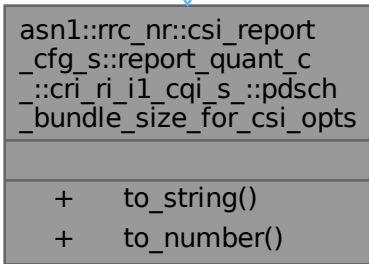 asn1::rrc_nr::csi_report
_cfg_s::report_quant_c
_::cri_ri_i1_cqi_s_::pdsch
_bundle_size_for_csi_opts
+ to_string()
+ to_number()